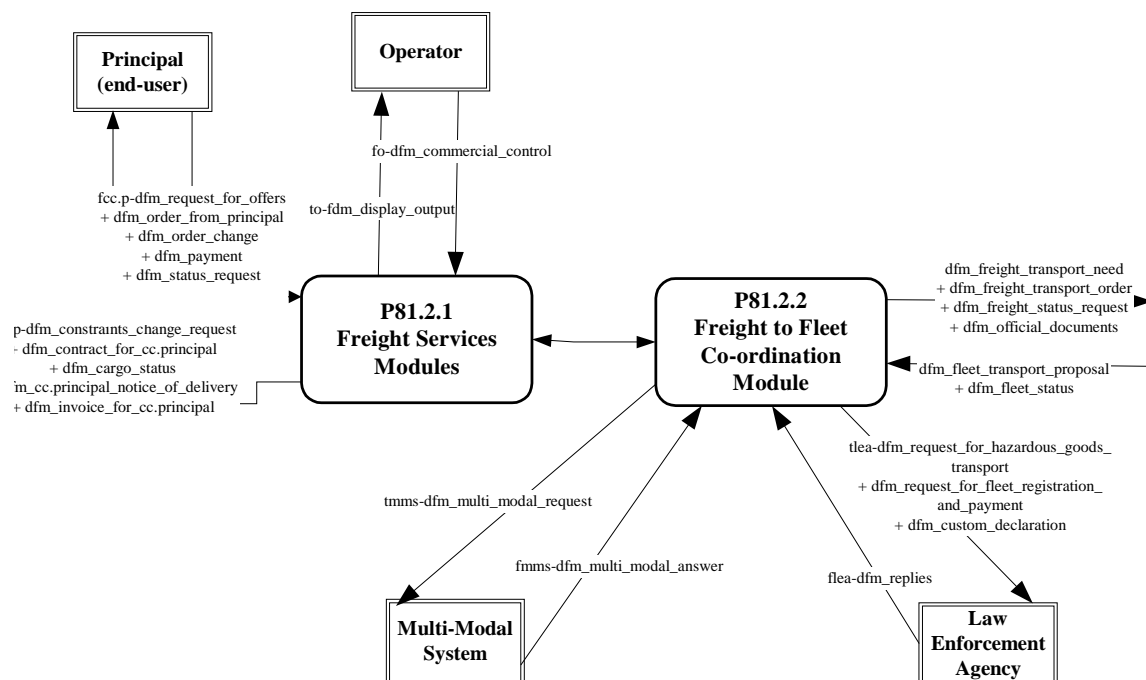 Principal
(end-user)
Operator
fo-dfm_commercial_control
fcc.p-dfm_request_for_offers
+ dfm_order_from_principal
+ dfm_order_change
+ dfm_payment
+ dfm_status_request
to-fdm_display_output
P81.2.1
Freight Services
Modules
P81.2.2
Freight to Fleet
Co-ordination
Module
dfm_freight_transport_need
+ dfm_freight_transport_order
+ dfm_freight_status_request
+ dfm_official_documents
p-dfm_constraints_change_request
dfm_contract_for_cc.principal
+ dfm_cargo_status
m_cc.principal_notice_of_delivery
+ dfm_invoice_for_cc.principal
dfm_fleet_transport_proposal
+ dfm_fleet_status
tlea-dfm_request_for_hazardous_goods_
transport
+ dfm_request_for_fleet_registration_
and_payment
+ dfm_custom_declaration
tmms-dfm_multi_modal_request
fmms-dfm_multi_modal_answer
flea-dfm_replies
Multi-Modal
System
Law
Enforcement
Agency